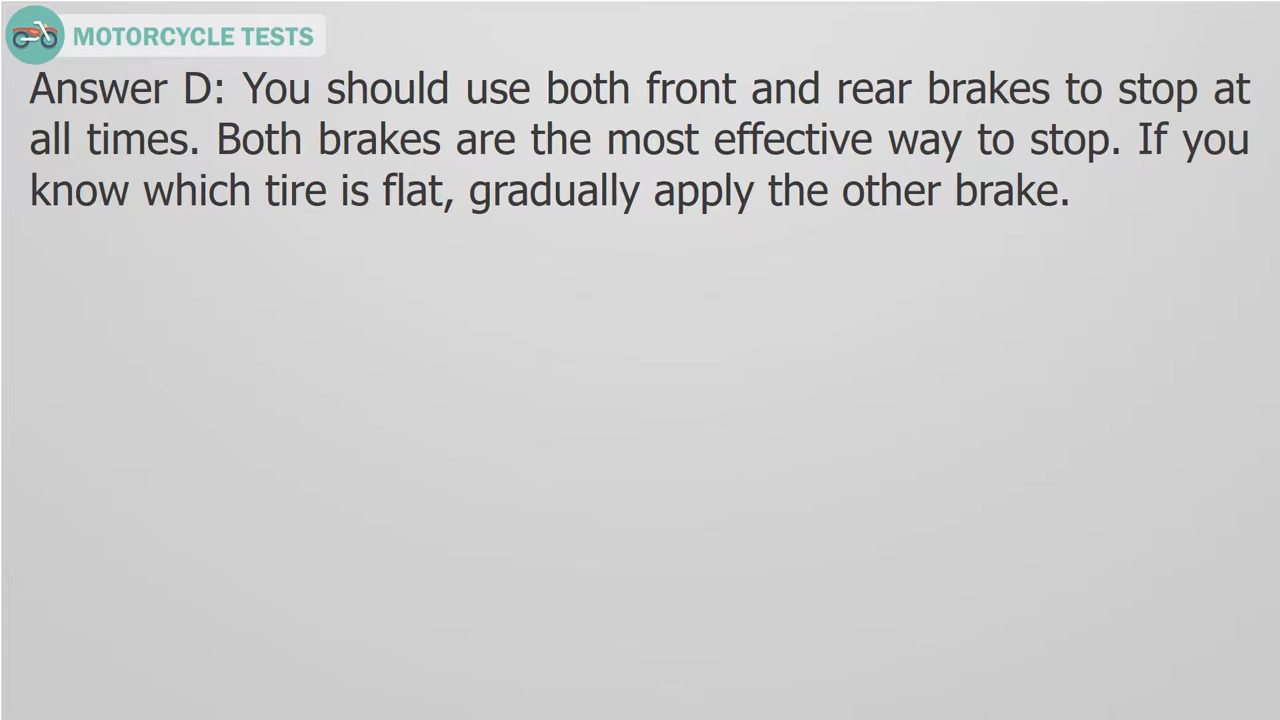 MOTORCYCLE TESTS
Answer D: You should use both front and rear brakes to stop at
all times. Both brakes are the most effective way to stop. If you
know which tire is flat, gradually apply the other brake.